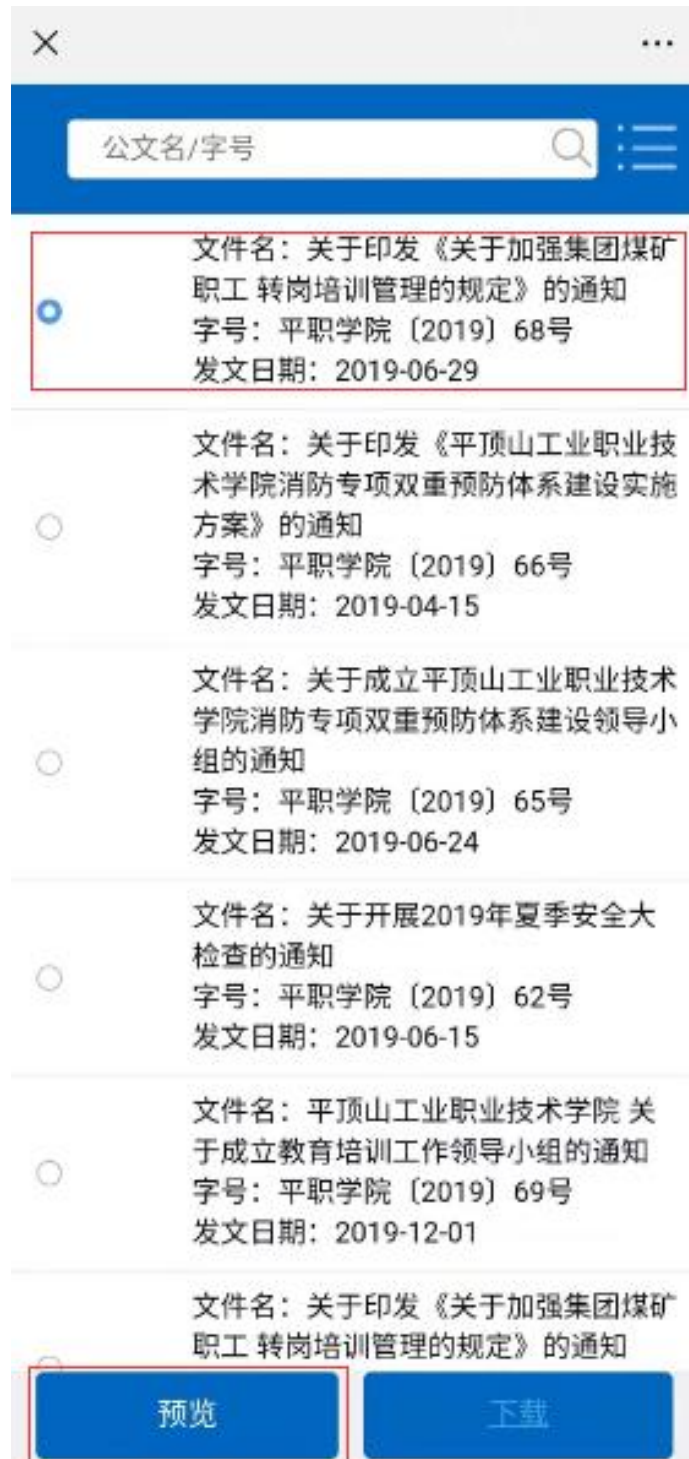 公文名/字号
文件名：关于印发《关于加强集团煤矿
职工 转岗培训管理的规定》的通知
字号：平职学院〔2019〕68号
发文日期：2019-06-29
文件名：关于印发《平顶山工业职业技
术学院消防专项双重预防体系建设实施
方案》的通知
字号：平职学院〔2019〕66号
发文日期：2019-04-15
文件名：关于成立平顶山工业职业技术
学院消防专项双重预防体系建设领导小
组的通知
字号：平职学院〔2019〕65号
发文日期：2019-06-24
文件名：关于开展2019年夏季安全大
检查的通知
字号：平职学院〔2019〕62号
发文日期：2019-06-15
文件名：平顶山工业职业技术学院 关
于成立教育培训工作领导小组的通知
字号：平职学院〔2019〕69号
发文日期：2019-12-01
文件名：关于印发《关于加强集团煤矿
职工 转岗培训管理的规定》的通知
预览
下载